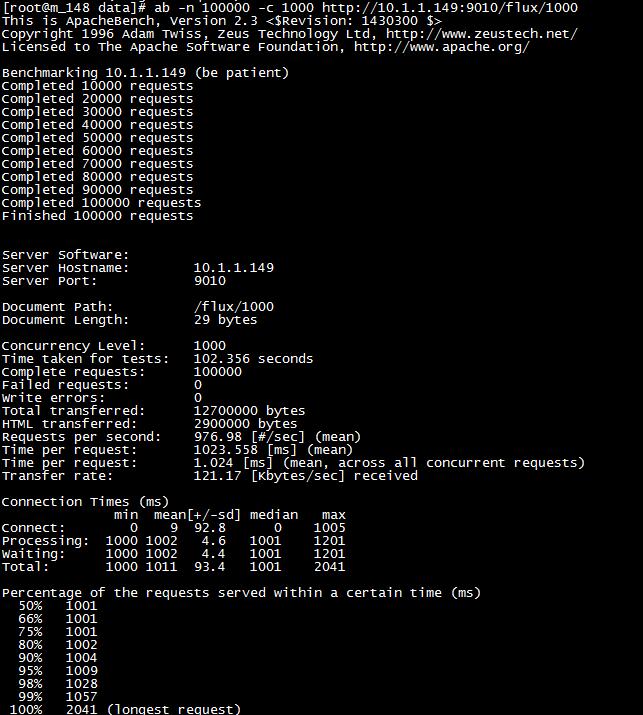 [root@m_148 data]# ab -n 100000 -c 1000 http://10.1.1.149:9010/flux/1000
This is ApacheBench, Version 2.3 <$Revision: 1430300 $>
Copyright 1996 Adam Twiss, Zeus Technology Ltd, http://www.zeustech.net/
Licensed to The Apache Software Foundation, http://www.apache.org/

Benchmarking 10.1.1.149 (be patient)
Completed 10000 requests
Completed 20000 requests
Completed 30000 requests
Completed 40000 requests
Completed 50000 requests
Completed 60000 requests
Completed 70000 requests
Completed 80000 requests
Completed 90000 requests
Completed 100000 requests
Finished 100000 requests

Server Software:
Server Hostname:        10.1.1.149
Server Port:            9010

Document Path:          /flux/1000
Document Length:        29 bytes

Concurrency Level:      1000
Time taken for tests:   102.356 seconds
Complete requests:      100000
Failed requests:        0
Write errors:           0
Total transferred:      12700000 bytes
HTML transferred:       2900000 bytes
Requests per second:    976.98 [#/sec] (mean)
Time per request:       1023.558 [ms] (mean)
Time per request:       1.024 [ms] (mean, across all concurrent requests)
Transfer rate:          121.17 [Kbytes/sec] received

Connection Times (ms)
              min  mean[+/-sd] median   max
Connect:        0    9  92.8      0    1005
Processing:  1000 1002   4.6   1001    1201
Waiting:     1000 1002   4.4   1001    1201
Total:       1000 1011  93.4   1001    2041

Percentage of the requests served within a certain time (ms)
  50%   1001
  66%   1001
  75%   1001
  80%   1002
  90%   1004
  95%   1009
  98%   1028
  99%   1057
 100%   2041 (longest request)